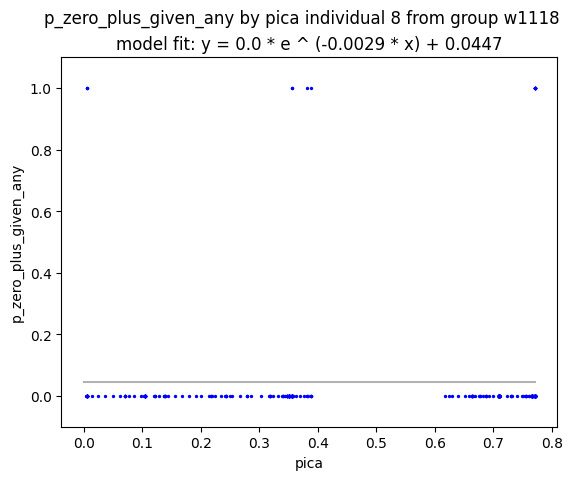 p_zero_plus_given_any by pica individual 8 from group w1118
model fit: y = 0.0 * e ^ (-0.0029 * x) + 0.0447
p_zero_plus_given_any
1.0
0.8
0.6
0.4
0.2
0.0
0.0 0.1 0.2 0.3 0.4 0.5 0.6 0.7 0.8
pica